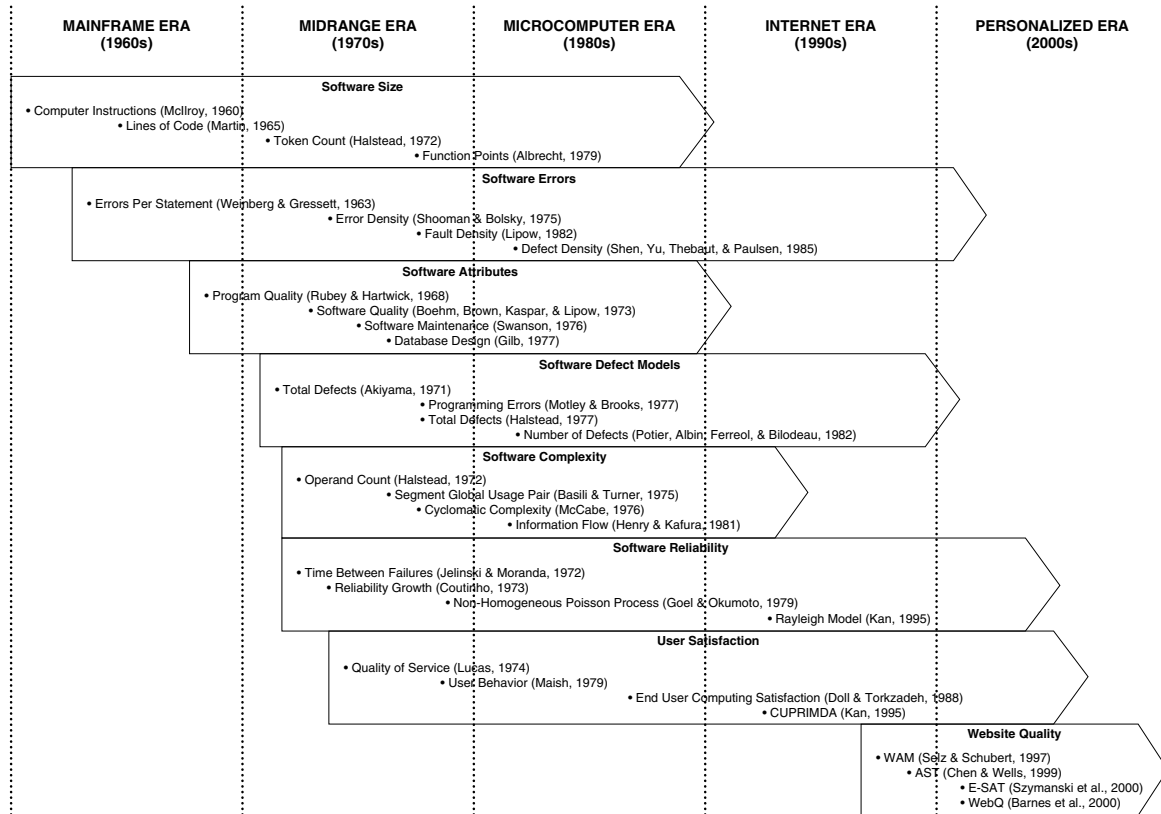 MAINFRAME ERA
(1960s)
MIDRANGE ERA
(1970s)
MICROCOMPUTER ERA
(1980s)
INTERNET ERA
(1990s)
PERSONALIZED ERA
(2000s)
Software Size
• Computer Instructions (McIlroy, 1960)
• Lines of Code (Martin, 1965)
• Token Count (Halstead, 1972)
• Function Points (Albrecht, 1979)
Software Errors
• Errors Per Statement (Weinberg & Gressett, 1963)
• Error Density (Shooman & Bolsky, 1975)
• Fault Density (Lipow, 1982)
• Defect Density (Shen, Yu, Thebaut, & Paulsen, 1985)
Software Attributes
• Program Quality (Rubey & Hartwick, 1968)
• Software Quality (Boehm, Brown, Kaspar, & Lipow, 1973)
• Software Maintenance (Swanson, 1976)
• Database Design (Gilb, 1977)
Software Defect Models
• Total Defects (Akiyama, 1971)
• Programming Errors (Motley & Brooks, 1977)
• Total Defects (Halstead, 1977)
• Number of Defects (Potier, Albin, Ferreol, & Bilodeau, 1982)
Software Complexity
• Operand Count (Halstead, 1972)
• Segment Global Usage Pair (Basili & Turner, 1975)
• Cyclomatic Complexity (McCabe, 1976)
• Information Flow (Henry & Kafura, 1981)
Software Reliability
• Time Between Failures (Jelinski & Moranda, 1972)
• Reliability Growth (Coutinho, 1973)
• Non-Homogeneous Poisson Process (Goel & Okumoto, 1979)
• Rayleigh Model (Kan, 1995)
User Satisfaction
• Quality of Service (Lucas, 1974)
• User Behavior (Maish, 1979)
• End User Computing Satisfaction (Doll & Torkzadeh, 1988)
• CUPRIMDA (Kan, 1995)
Website Quality
• WAM (Selz & Schubert, 1997)
• AST (Chen & Wells, 1999)
• E-SAT (Szymanski et al., 2000)
• WebQ (Barnes et al., 2000)